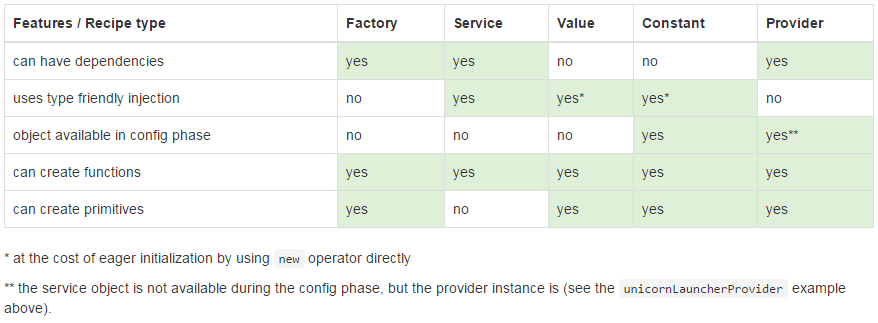 Features / Recipe type Factory Service Value Constant Provider
can have dependencies yes yes no no yes
uses type friendly injection no yes yes* yes* no
object available in config phase no no no yes yes**
can create functions yes yes yes yes yes
can create primitives yes no yes yes yes
* at the cost of eager initialization by using new operator directly
** the service object is not available during the config phase, but the provider instance is (see the unicornLauncherProvider example
above).